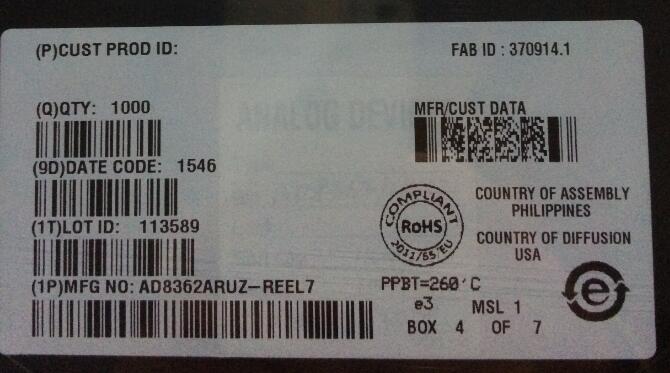 (P)CUST PROD ID:
FAB ID : 370914.1
(Q)QTY: 1000
ANALOG DEVI
MFR/CUST DATA
(9D)DATE CODE: 1546
(1T)LOT ID: 113589
COMPLIANT
RoHS
2011/65/EU
COUNTRY OF ASSEMBLY
PHILIPPINES
COUNTRY OF DIFFUSION
USA
(1P)MFG NO: AD8362ARUZ-REEL7
PPBT=260'C
e3 MSL 1
BOX 4 OF 7
e